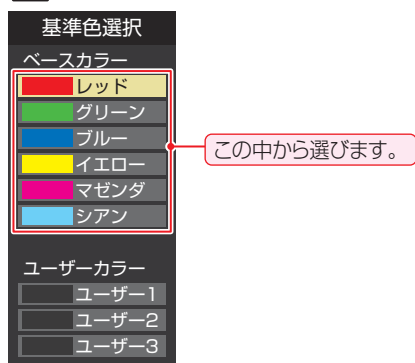 基準色選択
ベースカラー
レッド
グリーン
ブルー
イエロー
マゼンダ
シアン
この中から選びます。
ユーザーカラー
ユーザー1
ユーザー2
ユーザー3